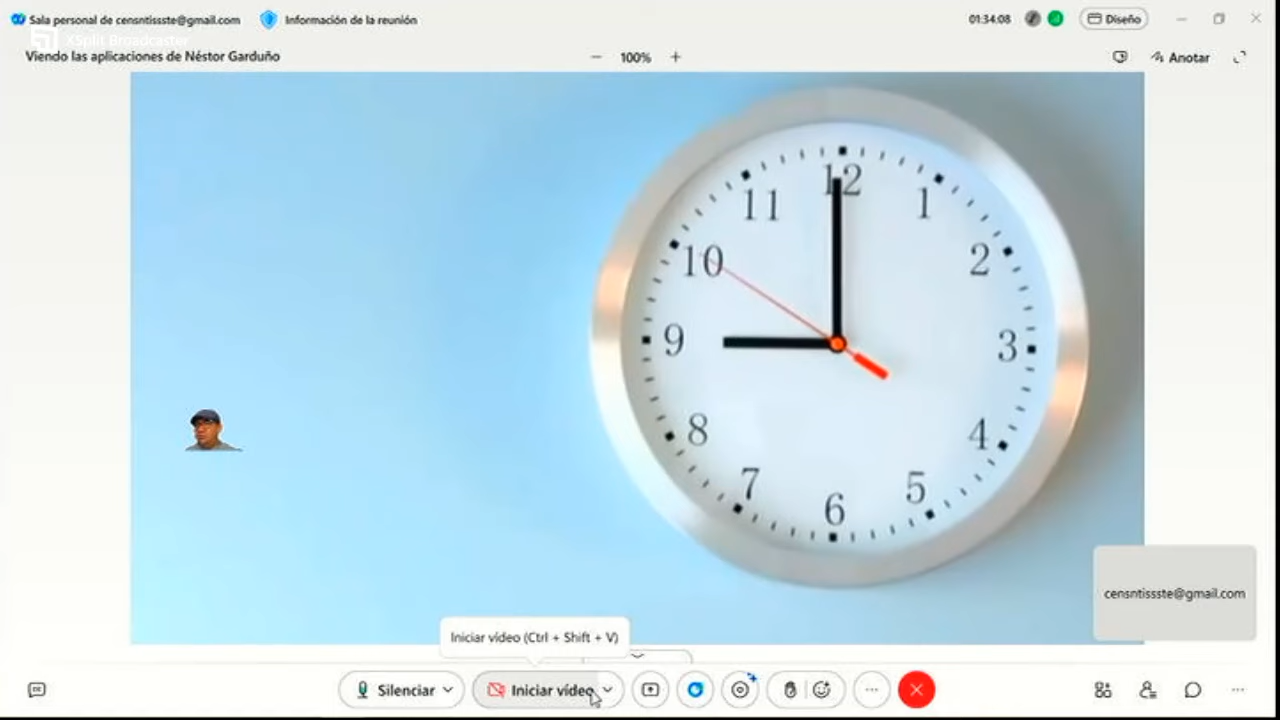 Sala personal de censntissste@gmail.com
Información de la reunión
01:34:08
Diseño
XSplit Broadcaster
Viendo las aplicaciones de Néstor Garduño
100%
Anotar
12
11
1
10
2
9
3
8
4
7
5
6
censntissste@gmail.com
Iniciar vídeo (Ctrl + Shift + V)
Silenciar
Iniciar vídeo